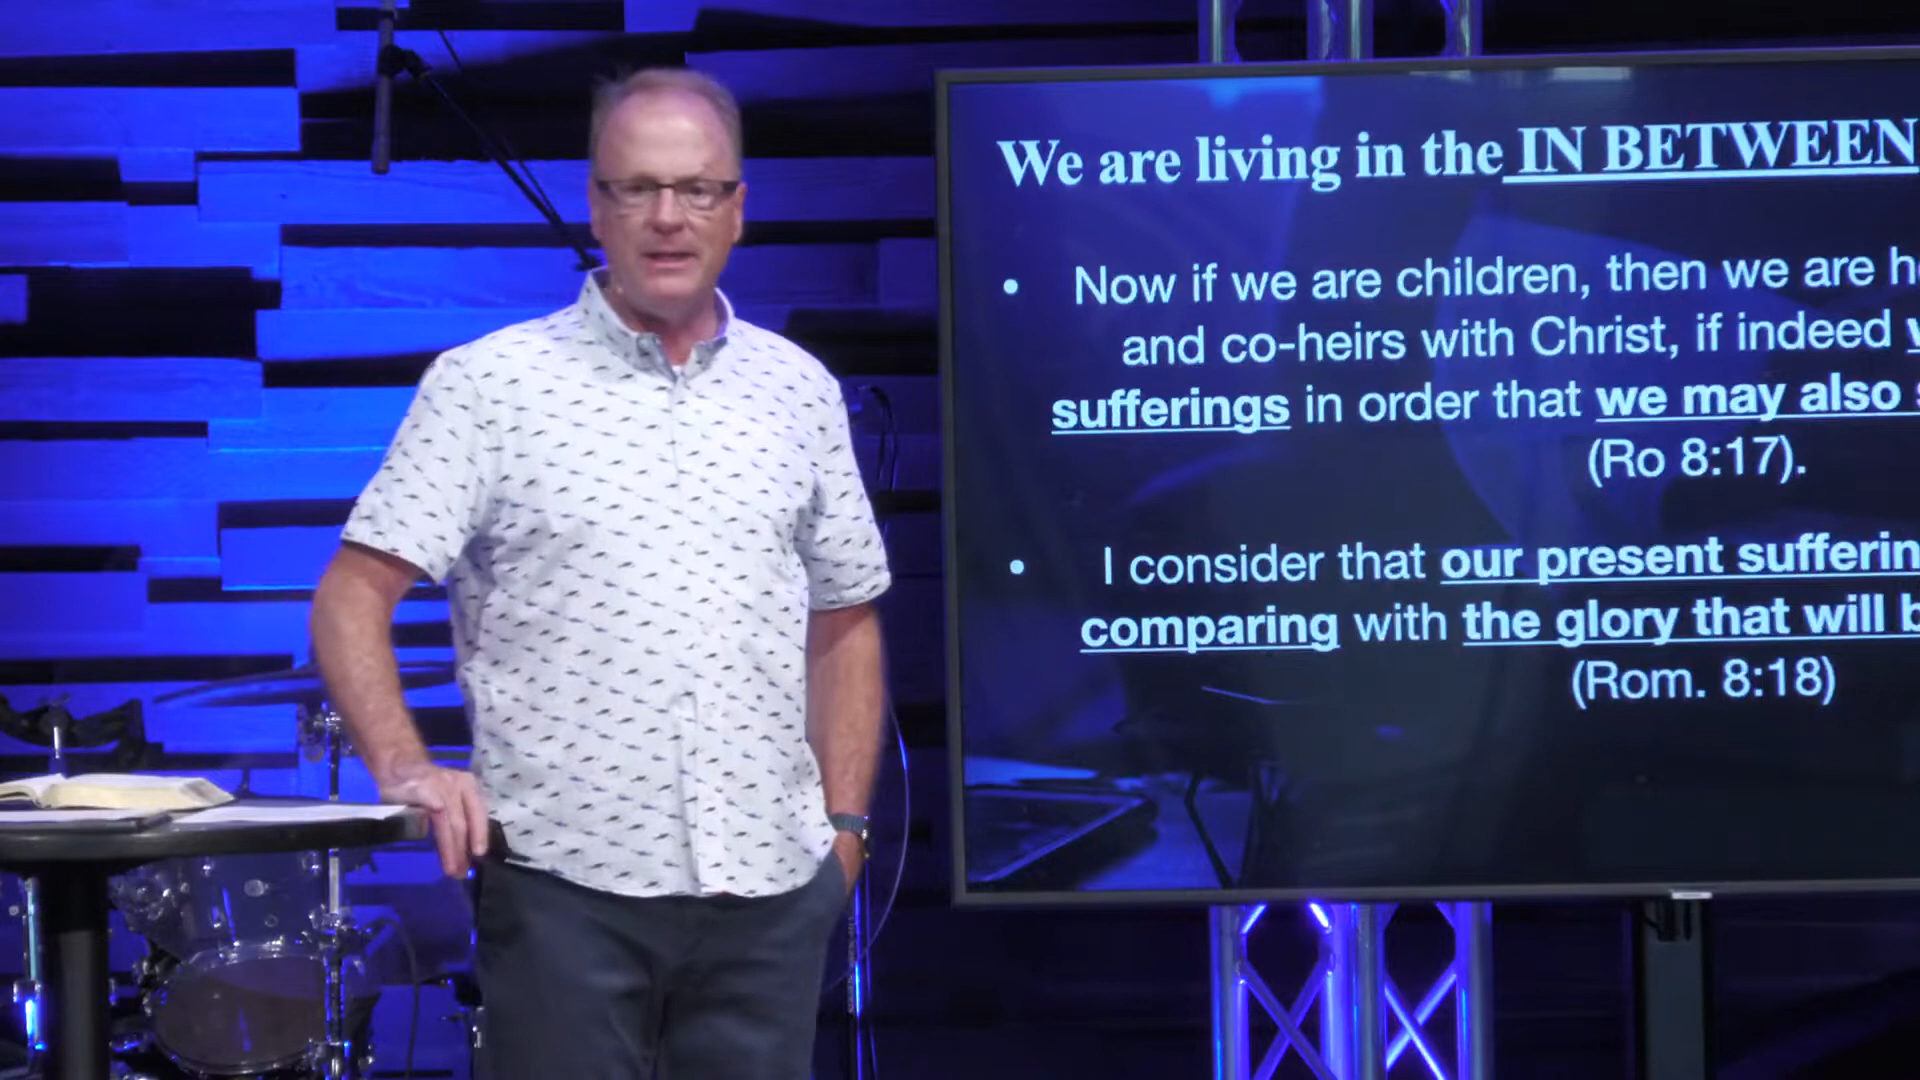 We are living in the IN BETWEEN
• Now if we are children, then we are
and co-heirs with Christ, if indeed
sufferings in order that we may also
(Ro 8:17).
• I consider that our present
comparing with the glory that will
(Rom. 8:18)